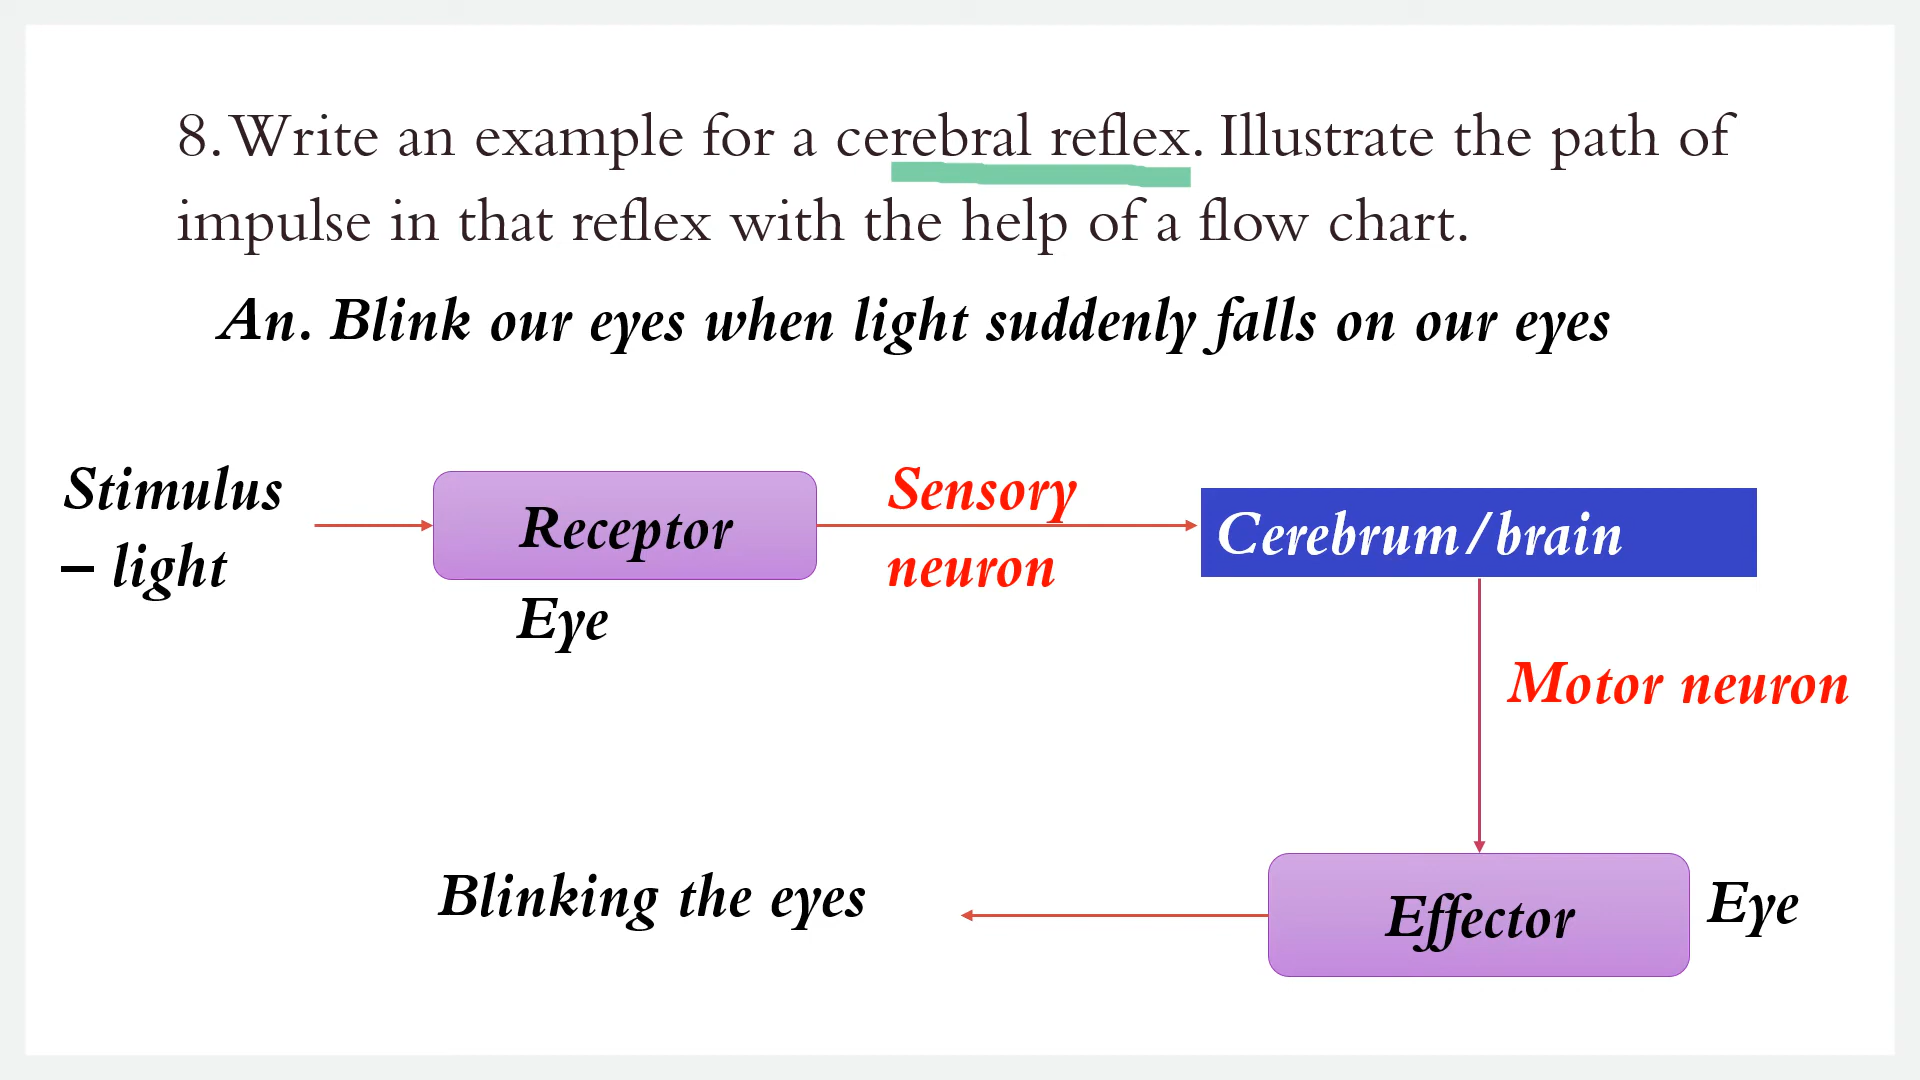 8. Write an example for a cerebral reflex. Illustrate the path of
impulse in that reflex with the help of a flow chart.
An. Blink our eyes when light suddenly falls on our eyes
Stimulus
– light
Receptor
Eye
Sensory
neuron
Cerebrum/brain
Motor neuron
Effector
Eye
Blinking the eyes